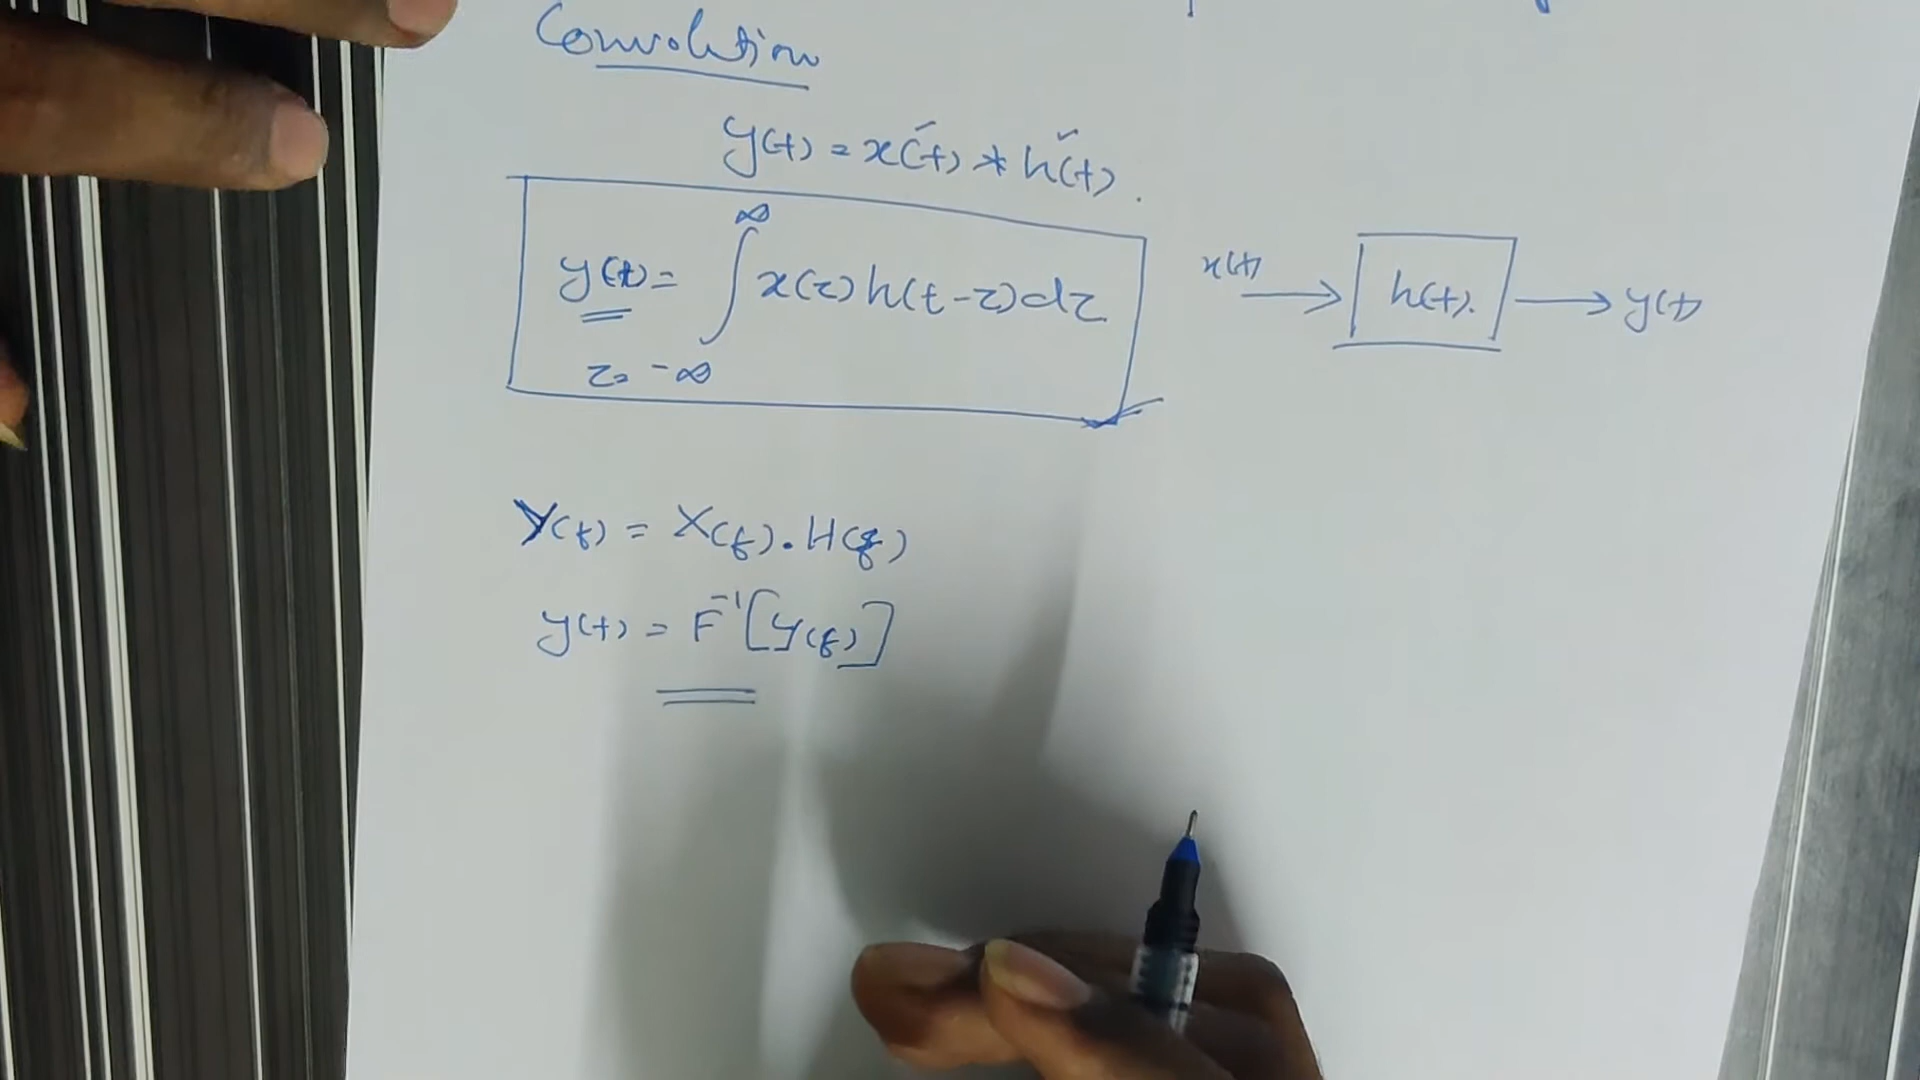 Convolution
y(t) = x(t) * h(t).
y(t) = ∫ x(τ) h(t-τ) dτ
∞
τ = -∞
x(t) → h(t). → y(t)
Y(f) = X(f) . H(f)
y(t) = F⁻¹[Y(f)]